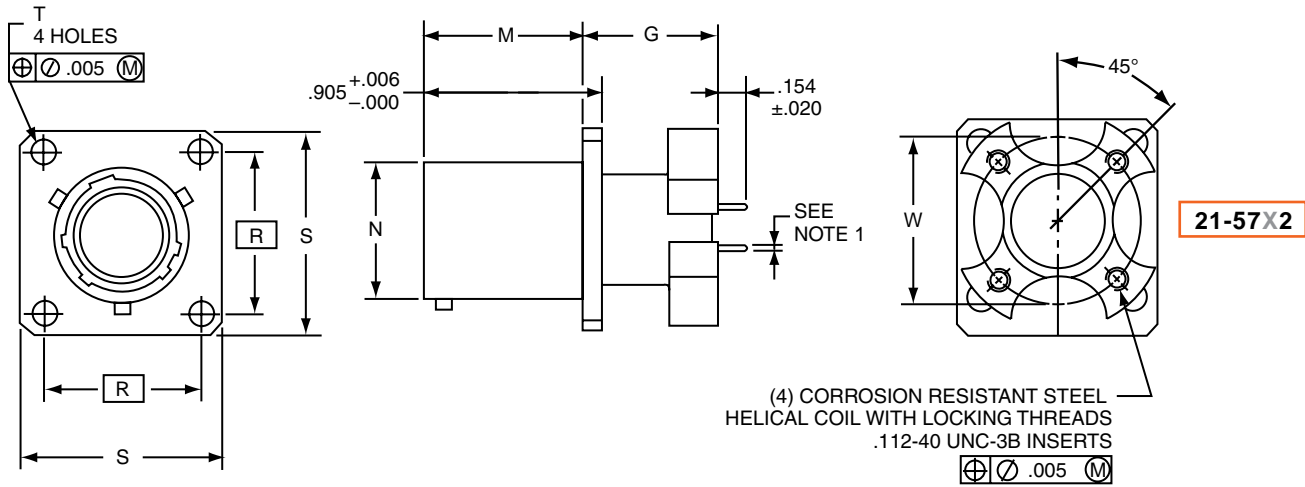 T
4 HOLES
⌖ ⌀ .005 Ⓜ
M
G
.905 +.006
–.000
.154
±.020
45°
N
R
S
SEE
NOTE 1
W
21-57X2
R
S
(4) CORROSION RESISTANT STEEL
HELICAL COIL WITH LOCKING THREADS
.112-40 UNC-3B INSERTS
⌖ ⌀ .005 Ⓜ